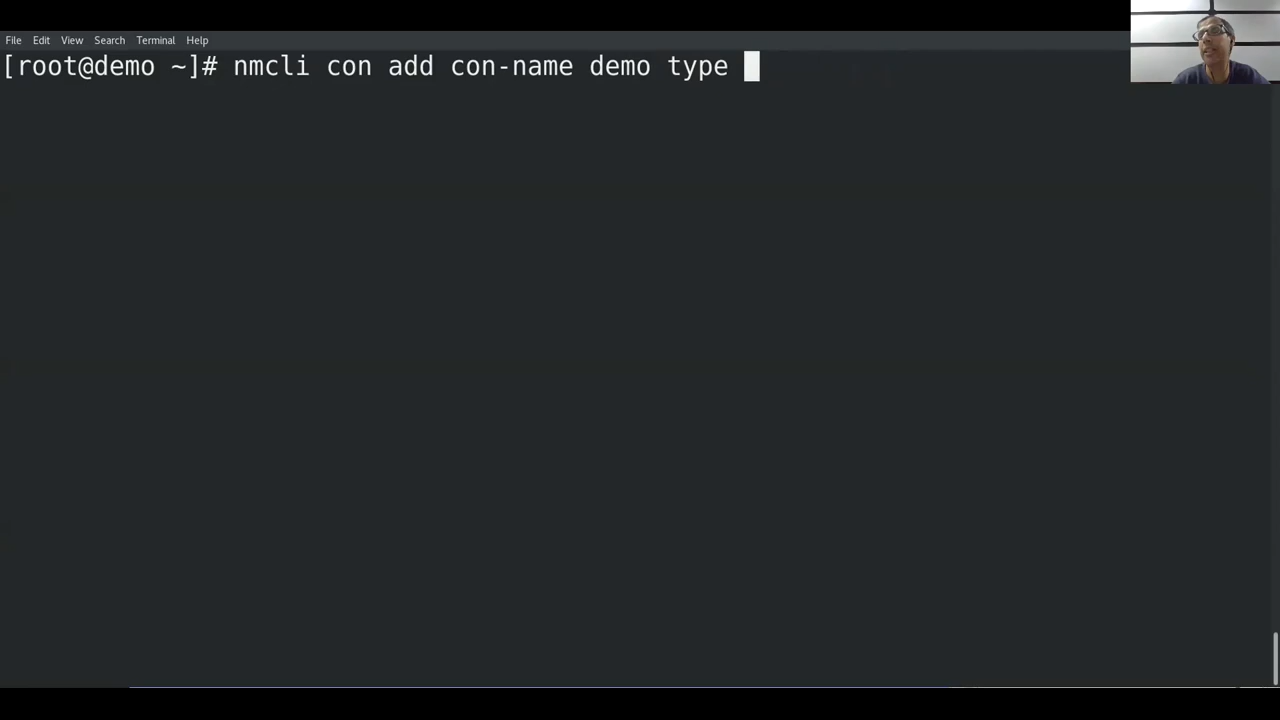 File Edit View Search Terminal Help
[root@demo ~]# nmcli con add con-name demo type